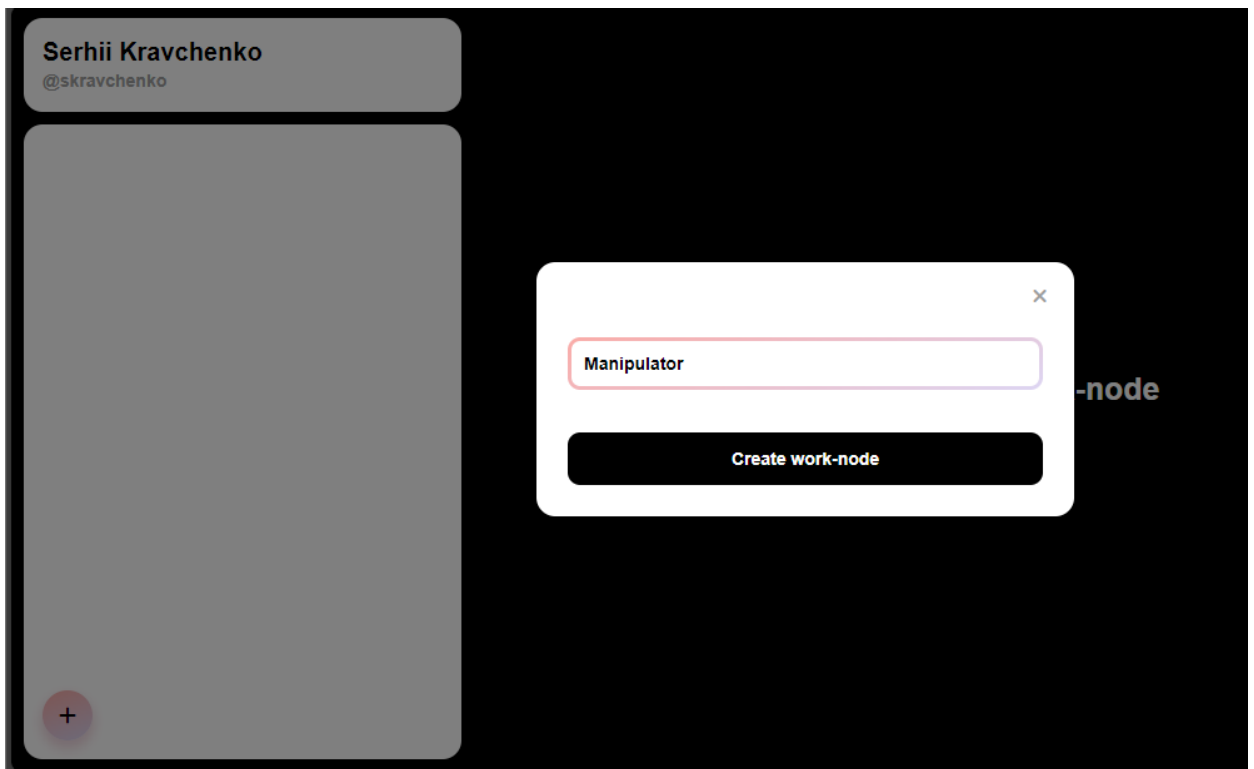 Serhii Kravchenko
@skravchenko
Manipulator
-node
Create work-node